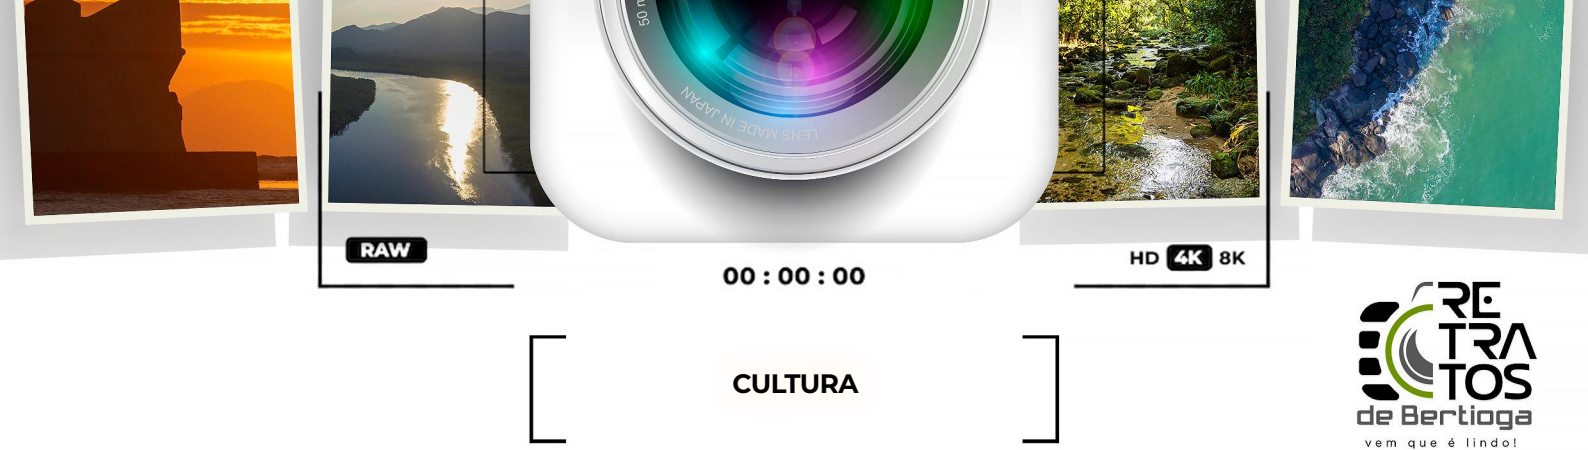 50 m
LENS MADE IN JAPAN
RAW
HD 4K 8K
00 : 00 : 00
CULTURA
RE
TRA
TOS
de Bertioga
vem que é lindo!